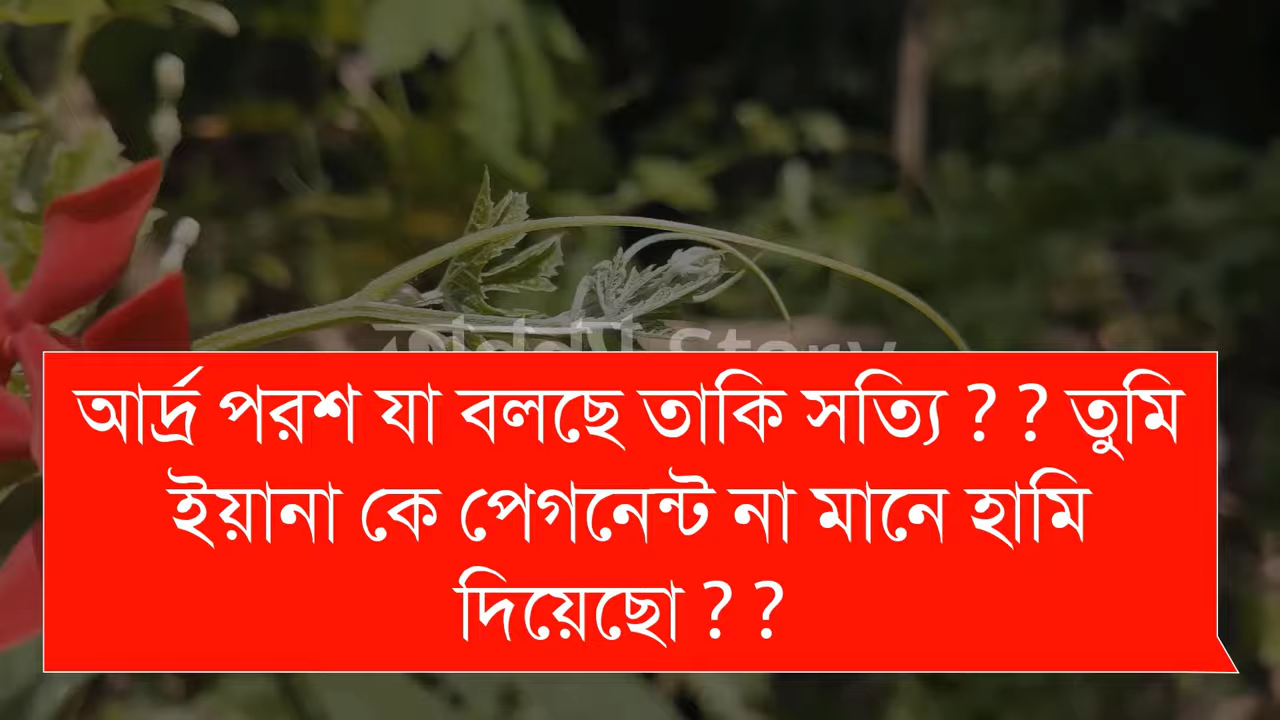 আর্দ্র পরশ যা বলছে তাকি সত্যি ? ? তুমি
ইয়ানা কে পেগনেন্ট না মানে হামি
দিয়েছো ? ?